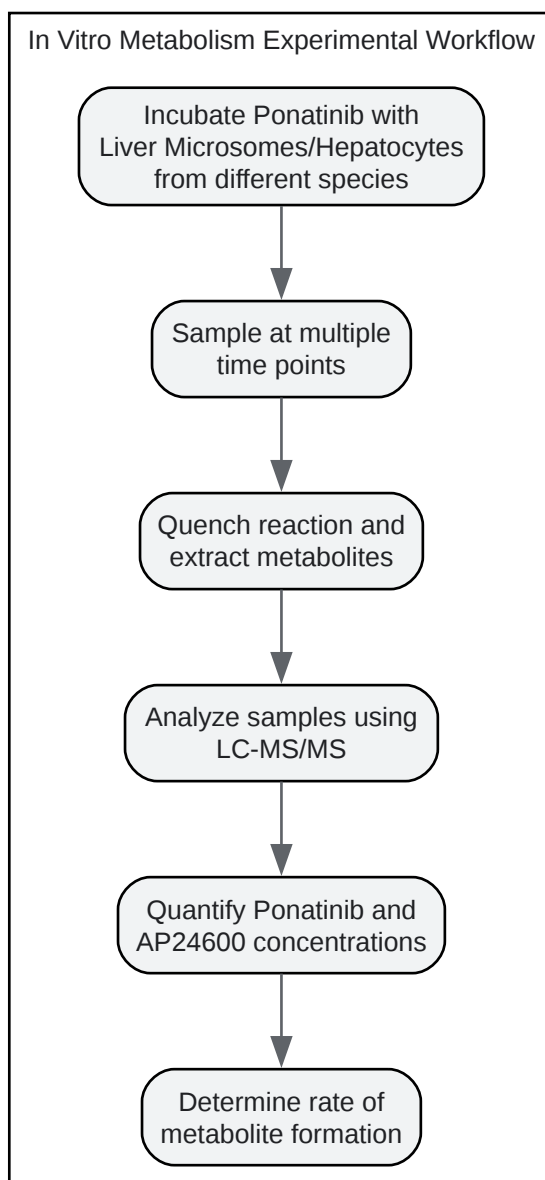 In Vitro Metabolism Experimental Workflow
Incubate Ponatinib with
Liver Microsomes/Hepatocytes
from different species
Sample at multiple
time points
Quench reaction and
extract metabolites
Analyze samples using
LC-MS/MS
Quantify Ponatinib and
AP24600 concentrations
Determine rate of
metabolite formation